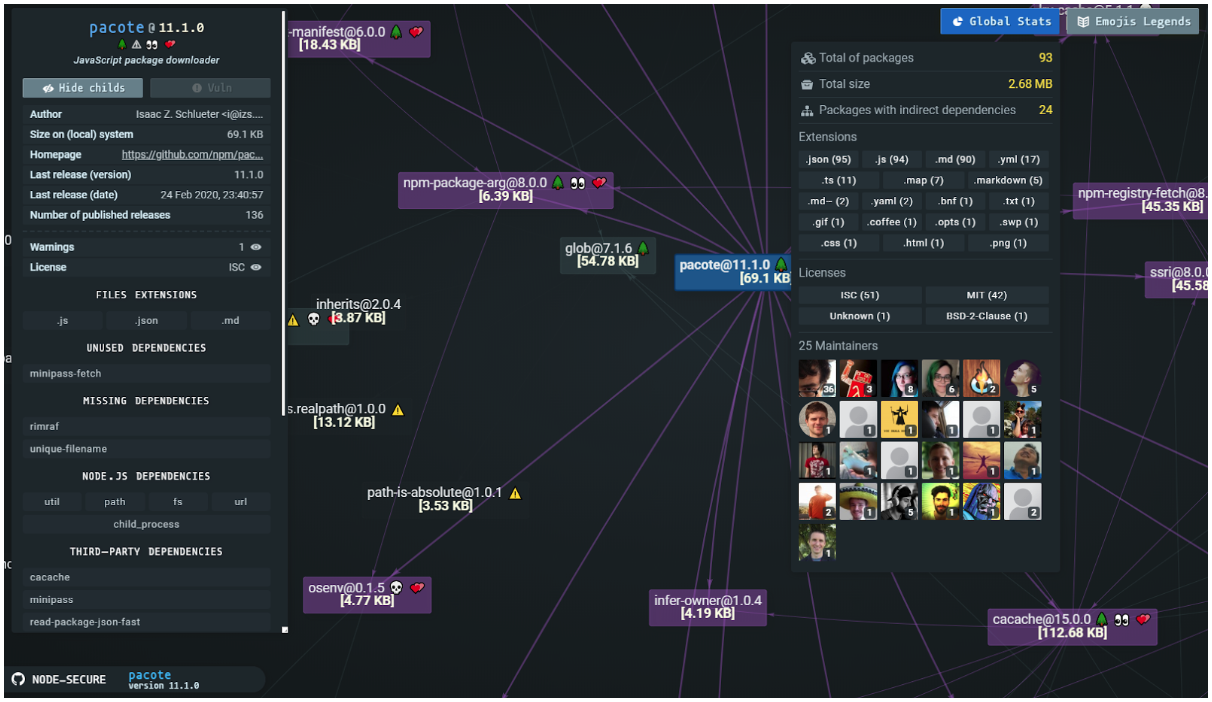 pacote@11.1.0
JavaScript package downloader
Hide childs
Vuln
Author Isaac Z. Schlueter <i@izs....
Size on (local) system 69.1 KB
Homepage https://github.com/npm/pac...
Last release (version) 11.1.0
Last release (date) 24 Feb 2020, 23:40:57
Number of published releases 136
Warnings 1
License ISC
FILES EXTENSIONS
.js .json .md
UNUSED DEPENDENCIES
minipass-fetch
MISSING DEPENDENCIES
rimraf
unique-filename
NODE.JS DEPENDENCIES
util path fs url
child_process
THIRD-PARTY DEPENDENCIES
cacache
minipass
read-package-json-fast
NODE-SECURE
pacote
version 11.1.0
-manifest@6.0.0
[18.43 KB]
npm-package-arg@8.0.0
[6.39 KB]
glob@7.1.6
[54.78 KB]
pacote@11.1.0
[69.1 KB]
inherits@2.0.4
[3.87 KB]
s.realpath@1.0.0
[13.12 KB]
path-is-absolute@1.0.1
[3.53 KB]
osenv@0.1.5
[4.77 KB]
infer-owner@1.0.4
[4.19 KB]
cacache@15.0.0
[112.68 KB]
npm-registry-fetch@8.
[45.35 KB]
ssri@8.0.
[45.58
Global Stats
Emojis Legends
Total of packages 93
Total size 2.68 MB
Packages with indirect dependencies 24
Extensions
.json (95) .js (94) .md (90) .yml (17)
.ts (11) .map (7) .markdown (5)
.md~ (2) .yaml (2) .bnf (1) .txt (1)
.gif (1) .coffee (1) .opts (1) .swp (1)
.css (1) .html (1) .png (1)
Licenses
ISC (51) MIT (42)
Unknown (1) BSD-2-Clause (1)
25 Maintainers
36 3 8 6 2 5
1 1 1 1 1 1
1 1 1 1 1 1
2 1 5 1 1 2
1